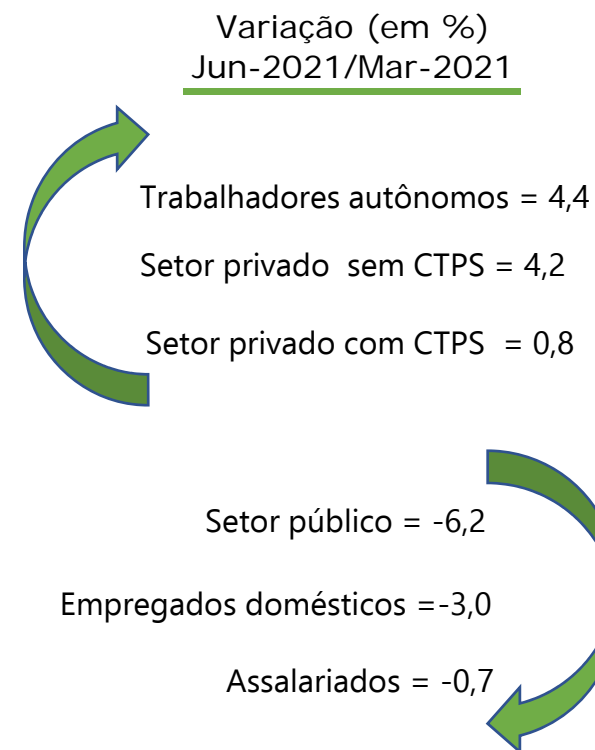 Variação (em %)
Jun-2021/Mar-2021
Trabalhadores autônomos = 4,4
Setor privado  sem CTPS = 4,2
Setor privado com CTPS  = 0,8
Setor público = -6,2
Empregados domésticos =-3,0
Assalariados = -0,7